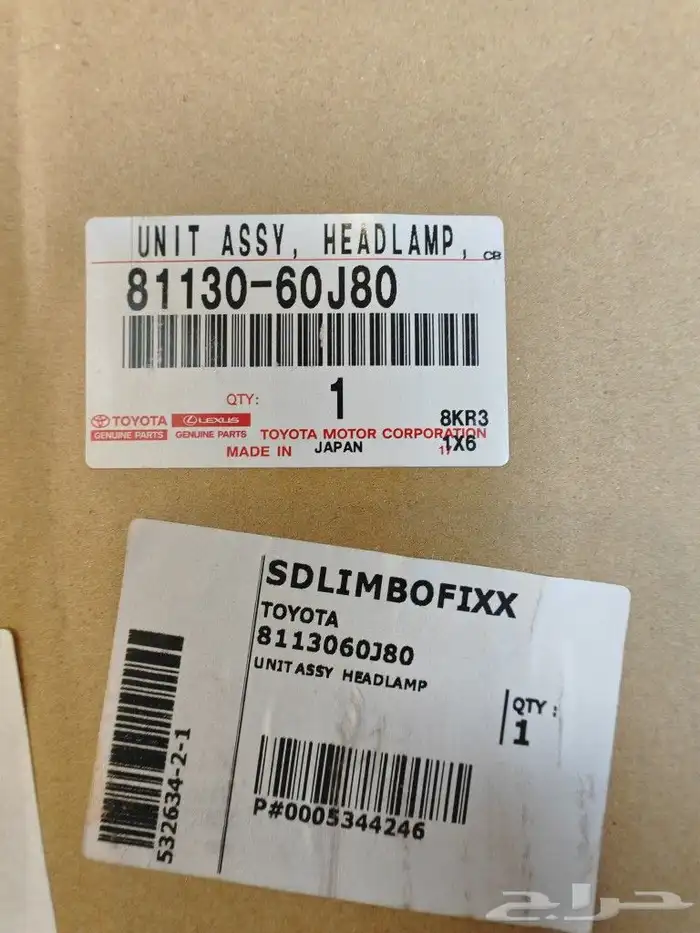 UNIT ASSY, HEADLAMP,
CB
81130-60J80
QTY: 1
TOYOTA LEXUS 8KR3
GENUINE PARTS GENUINE PARTS TOYOTA MOTOR CORPORATION
MADE IN JAPAN 1X6
SDLIMBOFIXX
TOYOTA
8113060J80
UNIT ASSY HEADLAMP
QTY :
1
532634-2-1
P#0005344246
حراج